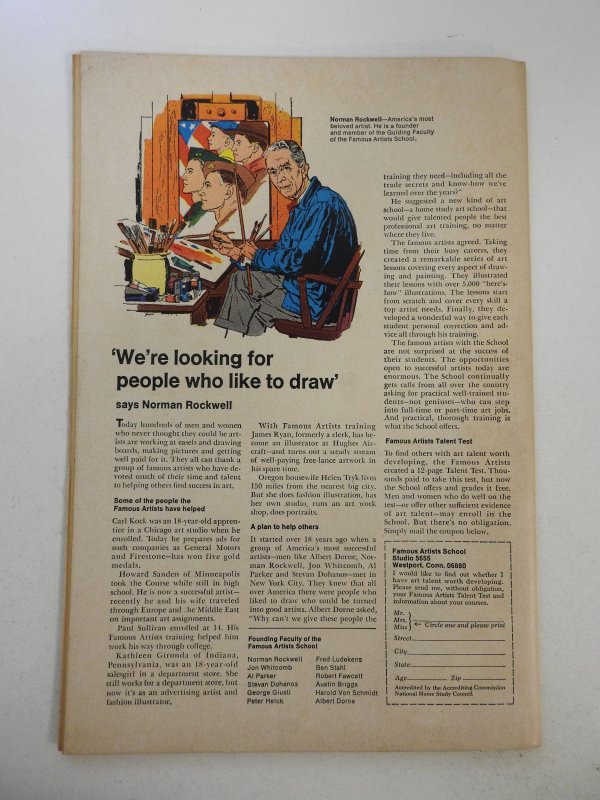 Norman Rockwell—America's most
beloved artist. He is a founder
and member of the Guiding Faculty
of the Famous Artists School.
'We're looking for
people who like to draw'
says Norman Rockwell
Today hundreds of men and women
who never thought they could be art-
ists are working at easels and drawing
boards, making pictures and getting
well paid for it. They all can thank a
group of famous artists who have de-
voted much of their time and talent
to helping others find success in art.
Some of the people the
Famous Artists have helped
Carl Kock was an 18-year-old appren-
tice in a Chicago art studio when he
enrolled. Today he prepares ads for
such companies as General Motors
and Firestone—has won five gold
medals.
Howard Sanden of Minneapolis
took the Course while still in high
school. He is now a successful artist—
recently he and his wife traveled
through Europe and the Middle East
on important art assignments.
Paul Sullivan enrolled at 14. His
Famous Artists training helped him
work his way through college.
Kathleen Gironda of Indiana,
Pennsylvania, was an 18-year-old
salesgirl in a department store. She
still works for a department store, but
now it's as an advertising artist and
fashion illustrator,
With Famous Artists training
James Ryan, formerly a clerk, has be-
come an illustrator at Hughes Air-
craft—and turns out a steady stream
of well-paying free-lance artwork in
his spare time.
Oregon housewife Helen Tryk lives
150 miles from the nearest big city.
But she does fashion illustration, has
her own studio, runs an art work
shop, does portraits.
A plan to help others
It started over 18 years ago when a
group of America's most successful
artists—men like Albert Dorne, Nor-
man Rockwell, Jon Whitcomb, Al
Parker and Stevan Dohanos—met in
New York City. They knew that all
over America there were people who
liked to draw who could be turned
into good artists. Albert Dorne asked,
"Why can't we give these people the
Founding Faculty of the
Famous Artists School
Norman Rockwell
Jon Whitcomb
Al Parker
Stevan Dohanos
George Giusti
Peter Helck
Fred Ludekens
Ben Stahl
Robert Fawcett
Austin Briggs
Harold Von Schmidt
Albert Dorne
training they need—including all the
trade secrets and know-how we've
learned over the years?"
He suggested a new kind of art
school—a home study art school—that
would give talented people the best
professional art training, no matter
where they live.
The famous artists agreed. Taking
time from their busy careers, they
created a remarkable series of art
lessons covering every aspect of draw-
ing and painting. They illustrated
their lessons with over 5,000 "here's-
how" illustrations. The lessons start
from scratch and cover every skill a
top artist needs. Finally, they de-
veloped a wonderful way to give each
student personal correction and ad-
vice all through his training.
The famous artists with the School
are not surprised at the success of
their students. The opportunities
open to successful artists today are
enormous. The School continually
gets calls from all over the country
asking for practical well-trained stu-
dents—not geniuses—who can step
into full-time or part-time art jobs.
And practical, thorough training is
what the School offers.
Famous Artists Talent Test
To find others with art talent worth
developing, the Famous Artists
created a 12-page Talent Test. Thou-
sands paid to take this test, but now
the School offers and grades it free.
Men and women who do well on the
test—or offer other sufficient evidence
of art talent—may enroll in the
School. But there's no obligation.
Simply mail the coupon below.
Famous Artists School
Studio 5655
Westport, Conn. 06880
I would like to find out whether I
have art talent worth developing.
Please send me, without obligation,
your Famous Artists Talent Test and
information about your courses.
Mr.
Mrs. ← Circle one and please print
Miss
Street
City
State
Age Zip
Accredited by the Accrediting Commission
National Home Study Council